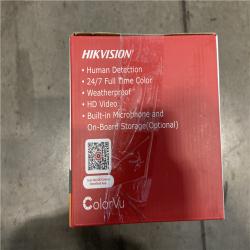 HIKVISION
• Human Detection
• 24/7 Full Time Color
• Weatherproof
• HD Video
• Built-in Microphone and
On-Board Storage(Optional)
ColorVu